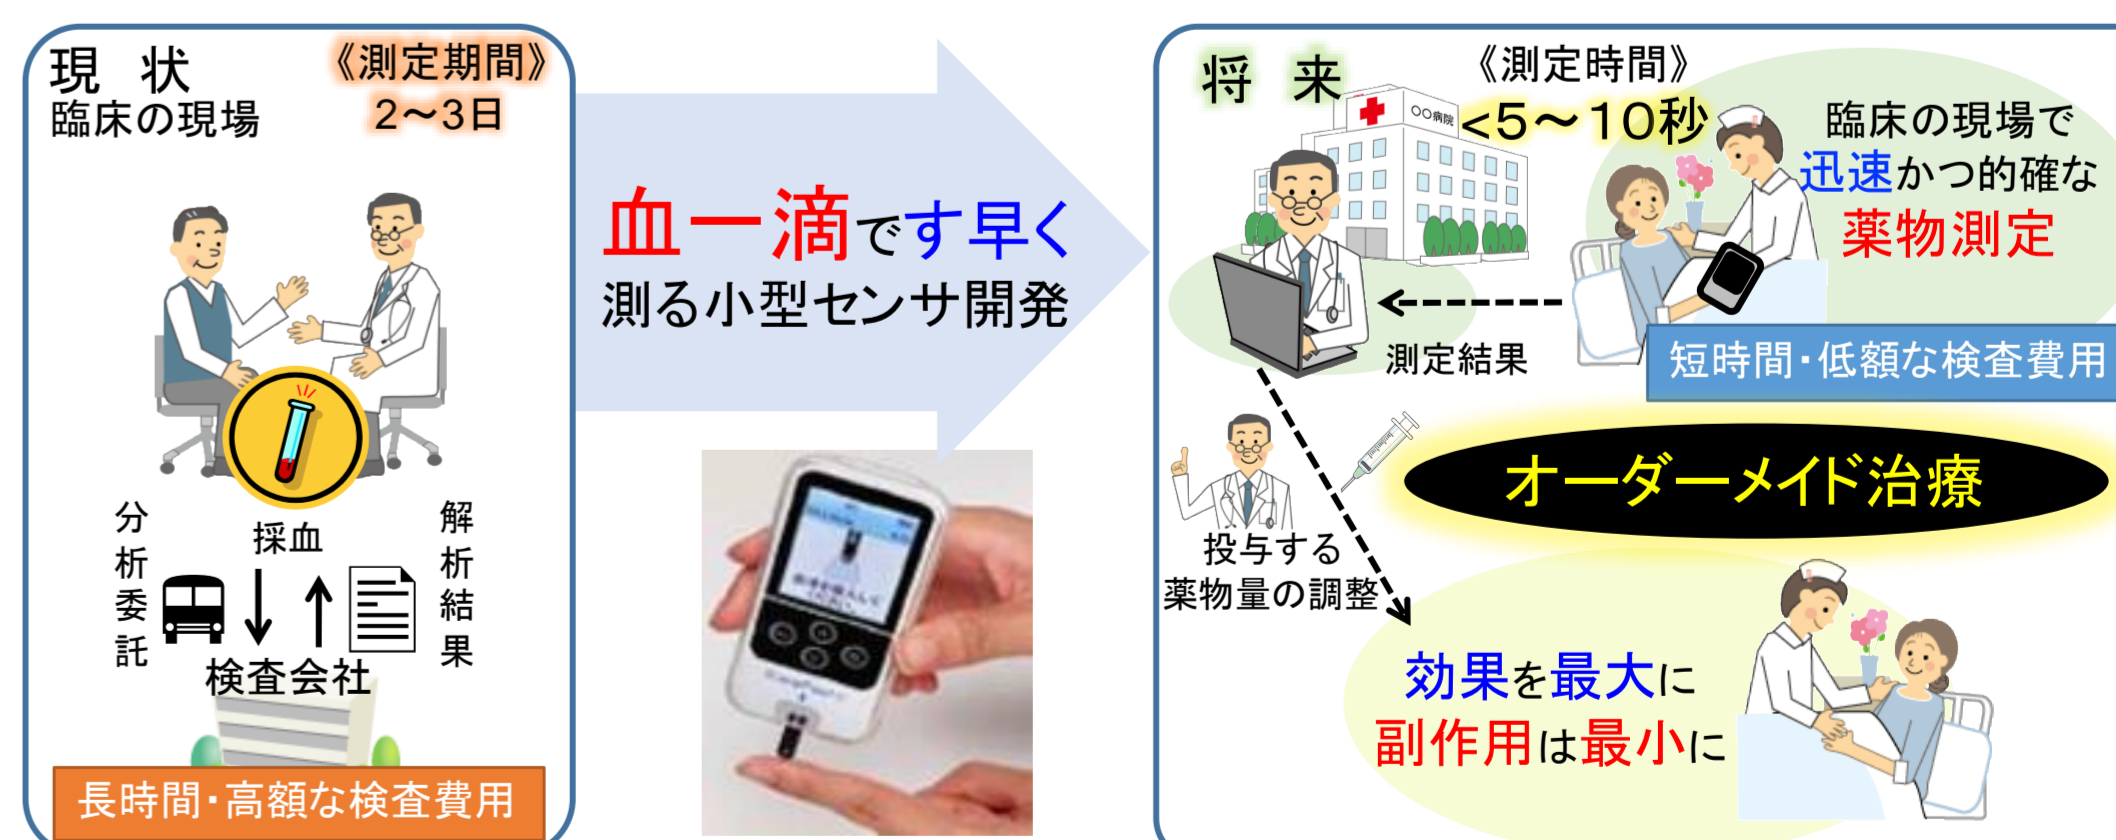 現 状
臨床の現場
《測定期間》
2～3日
分析委託
採血
解析結果
検査会社
長時間・高額な検査費用
血一滴です早く
測る小型センサ開発
将 来
《測定時間》
<5～10秒
〇〇病院
臨床の現場で
迅速かつ的確な
薬物測定
測定結果
短時間・低額な検査費用
オーダーメイド治療
投与する
薬物量の調整
効果を最大に
副作用は最小に